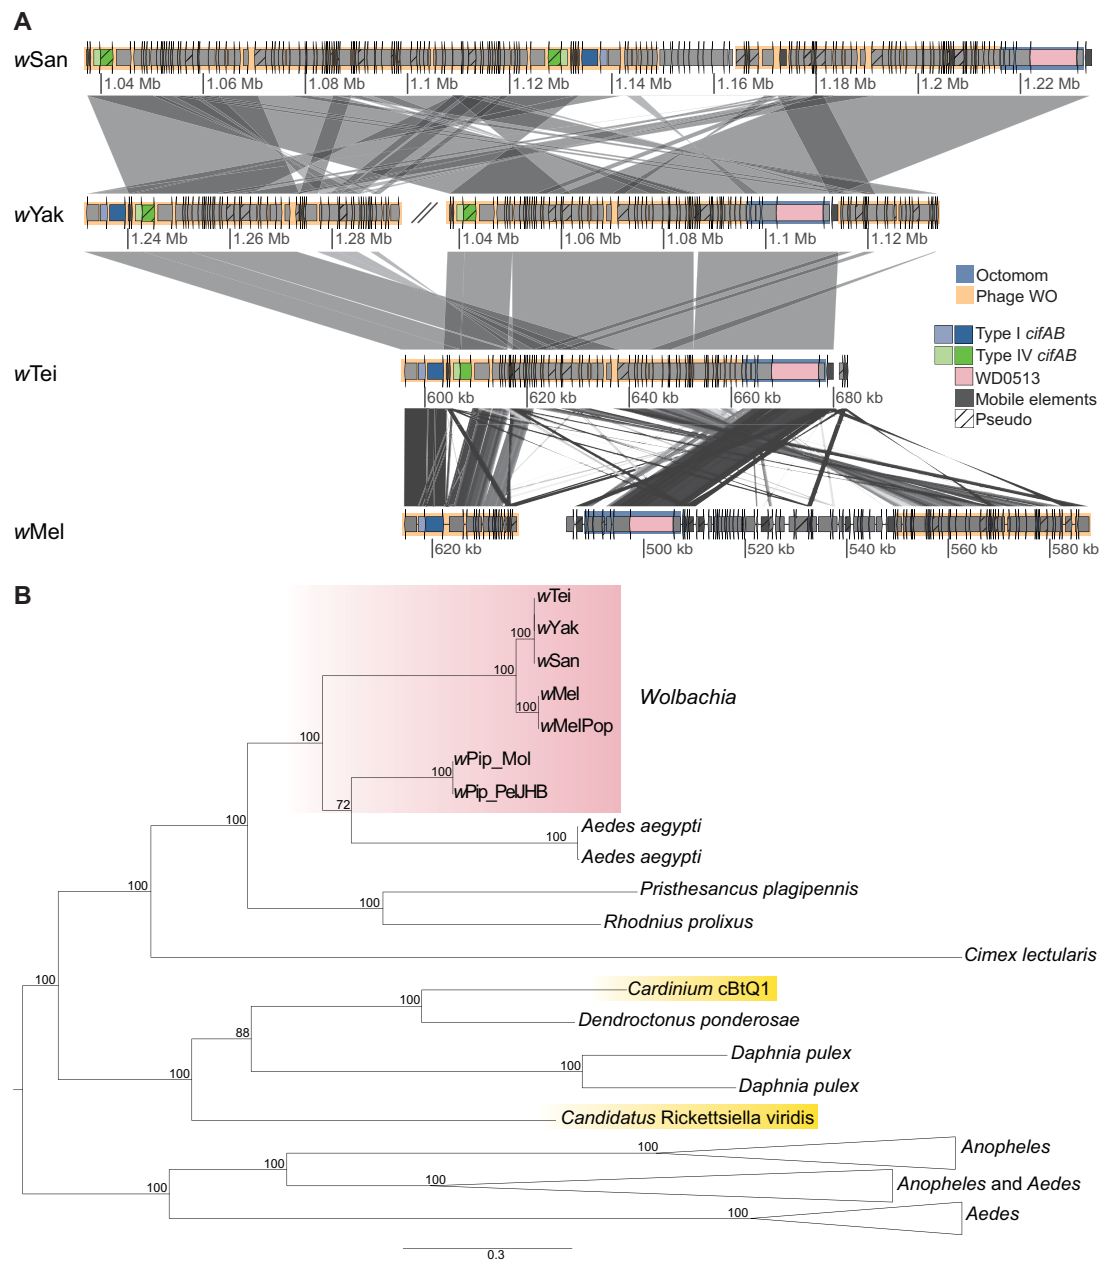 A
wSan
1.04 Mb 1.06 Mb 1.08 Mb 1.1 Mb 1.12 Mb 1.14 Mb 1.16 Mb 1.18 Mb 1.2 Mb 1.22 Mb
wYak
1.24 Mb 1.26 Mb 1.28 Mb 1.04 Mb 1.06 Mb 1.08 Mb 1.1 Mb 1.12 Mb
Octomom
Phage WO
Type I cifAB
Type IV cifAB
WD0513
Mobile elements
Pseudo
wTei
600 kb 620 kb 640 kb 660 kb 680 kb
wMel
620 kb 500 kb 520 kb 540 kb 560 kb 580 kb
B
wTei
wYak
100
wSan
100
wMel
100
wMelPop
Wolbachia
100
wPip_Mol
100
wPip_PelJHB
72
100
Aedes aegypti
100
Aedes aegypti
100
Pristhesancus plagipennis
100
Rhodnius prolixus
Cimex lectularis
100
Cardinium cBtQ1
100
Dendroctonus ponderosae
88
Daphnia pulex
100
100
Daphnia pulex
Candidatus Rickettsiella viridis
100
Anopheles
100
100
Anopheles and Aedes
100
100
Aedes
0.3